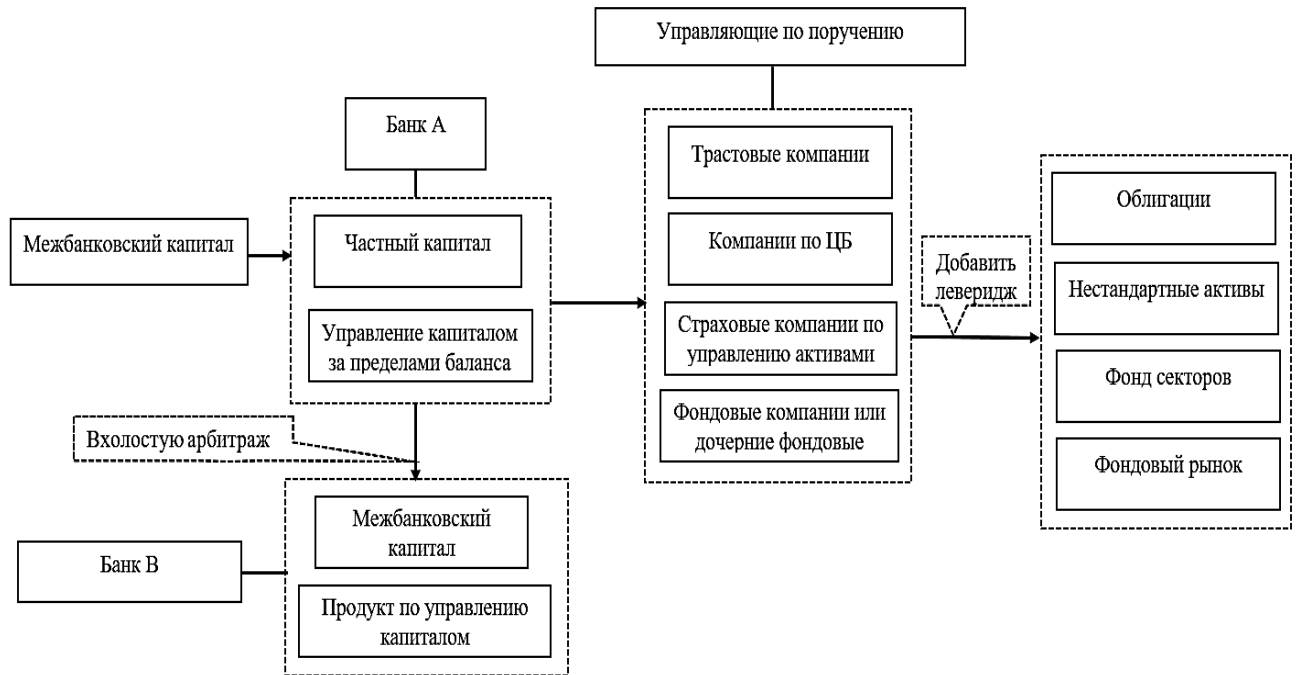 Управляющие по поручению
Банк А
Трастовые компании
Облигации
Межбанковский капитал
Частный капитал
Компании по ЦБ
Добавить
леверидж
Нестандартные активы
Управление капиталом
за пределами баланса
Страховые компании по
управлению активами
Фонд секторов
Вхолостую арбитраж
Фондовые компании или
дочерние фондовые
Фондовый рынок
Межбанковский
капитал
Банк В
Продукт по управлению
капиталом